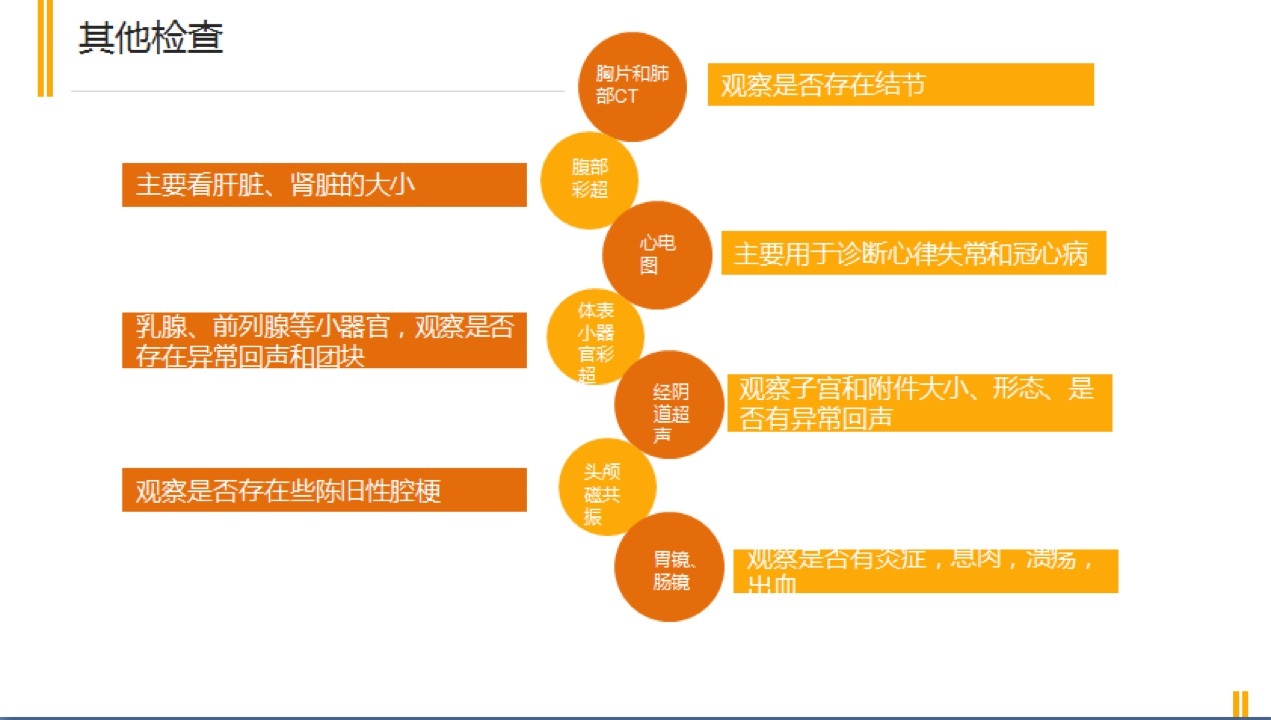 其他检查
胸片和肺
部CT
观察是否存在结节
腹部
彩超
主要看肝脏、肾脏的大小
心电
图
主要用于诊断心律失常和冠心病
体表
小器
官彩
超
乳腺、前列腺等小器官，观察是否
存在异常回声和团块
经阴
道超
声
观察子宫和附件大小、形态、是
否有异常回声
头颅
磁共
振
观察是否存在些陈旧性腔梗
胃镜、
肠镜
观察是否有炎症，息肉，溃疡，
出血